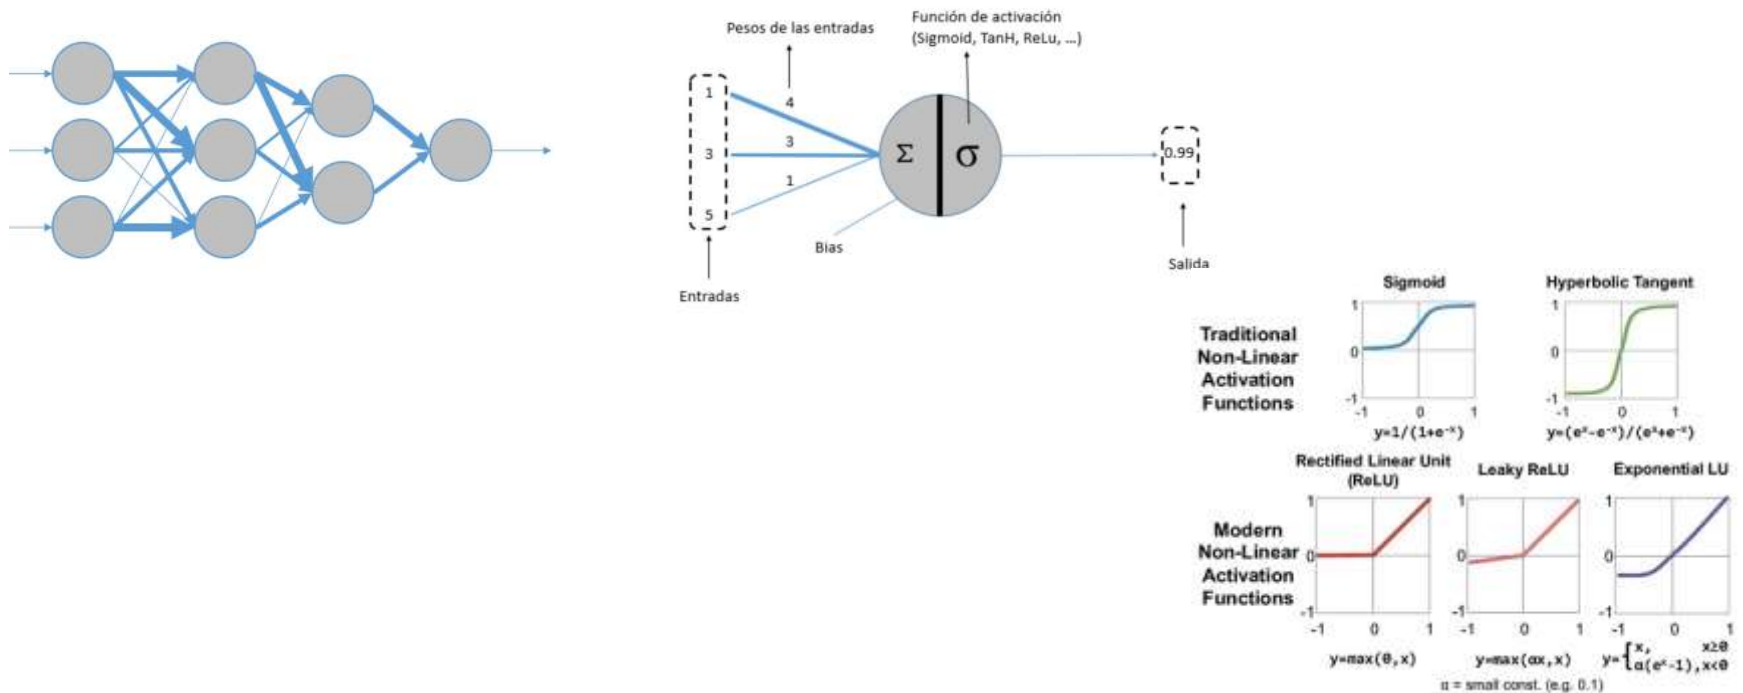 Función de activación
(Sigmoid, TanH, ReLu, ...)
Pesos de las entradas
1
4
3
3
1
5
Σ
σ
0.99
Bias
Entradas
Salida
Sigmoid
Hyperbolic Tangent
Traditional
Non-Linear
Activation
Functions
1
0
-1
-1 0 1
y=1/(1+e⁻ˣ)
1
0
-1
-1 0 1
y=(eˣ-e⁻ˣ)/(eˣ+e⁻ˣ)
Rectified Linear Unit
(ReLU)
Leaky ReLU
Exponential LU
Modern
Non-Linear
Activation
Functions
1
0
-1
-1 0 1
y=max(0,x)
1
0
-1
-1 0 1
y=max(αx,x)
1
0
-1
-1 0 1
y={x, x≥0
α(eˣ-1),x<0
α = small const. (e.g. 0.1)